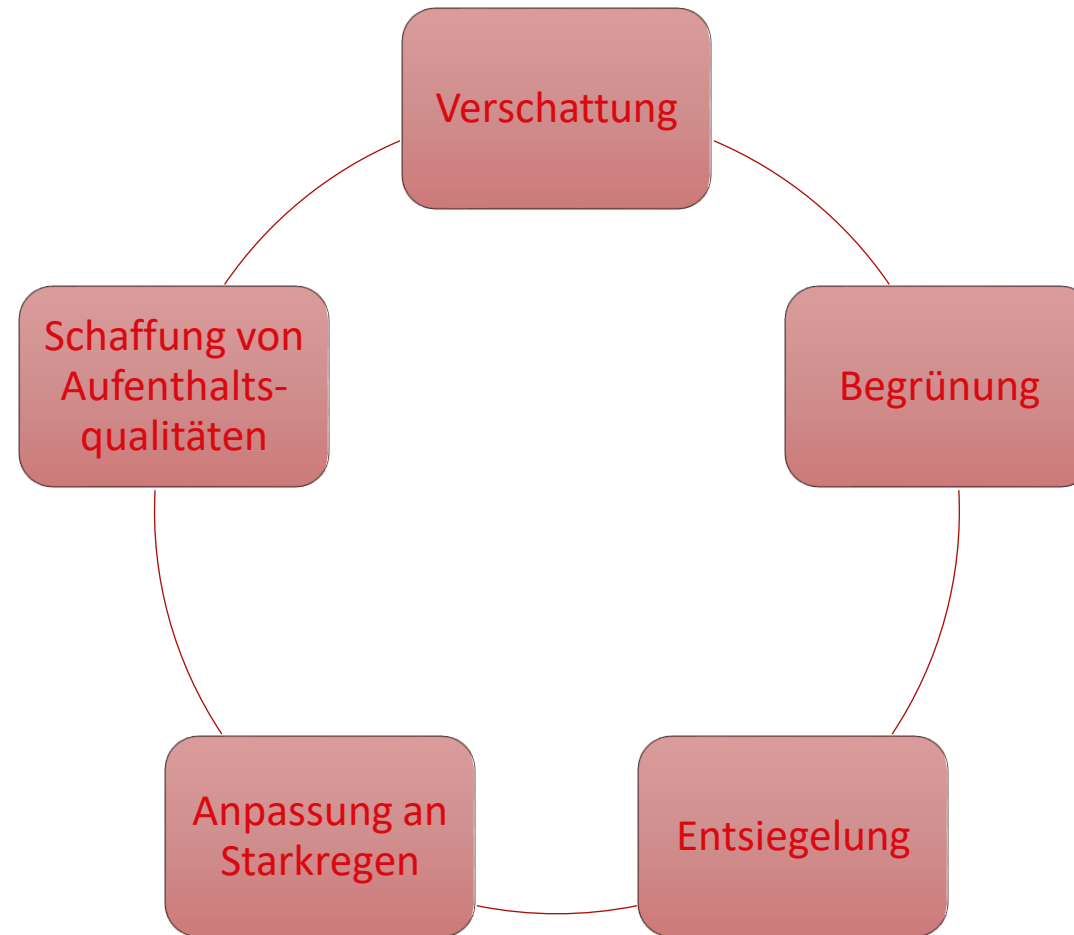 Verschattung
Begrünung
Entsiegelung
Anpassung an
Starkregen
Schaffung von
Aufenthalts-
qualitäten